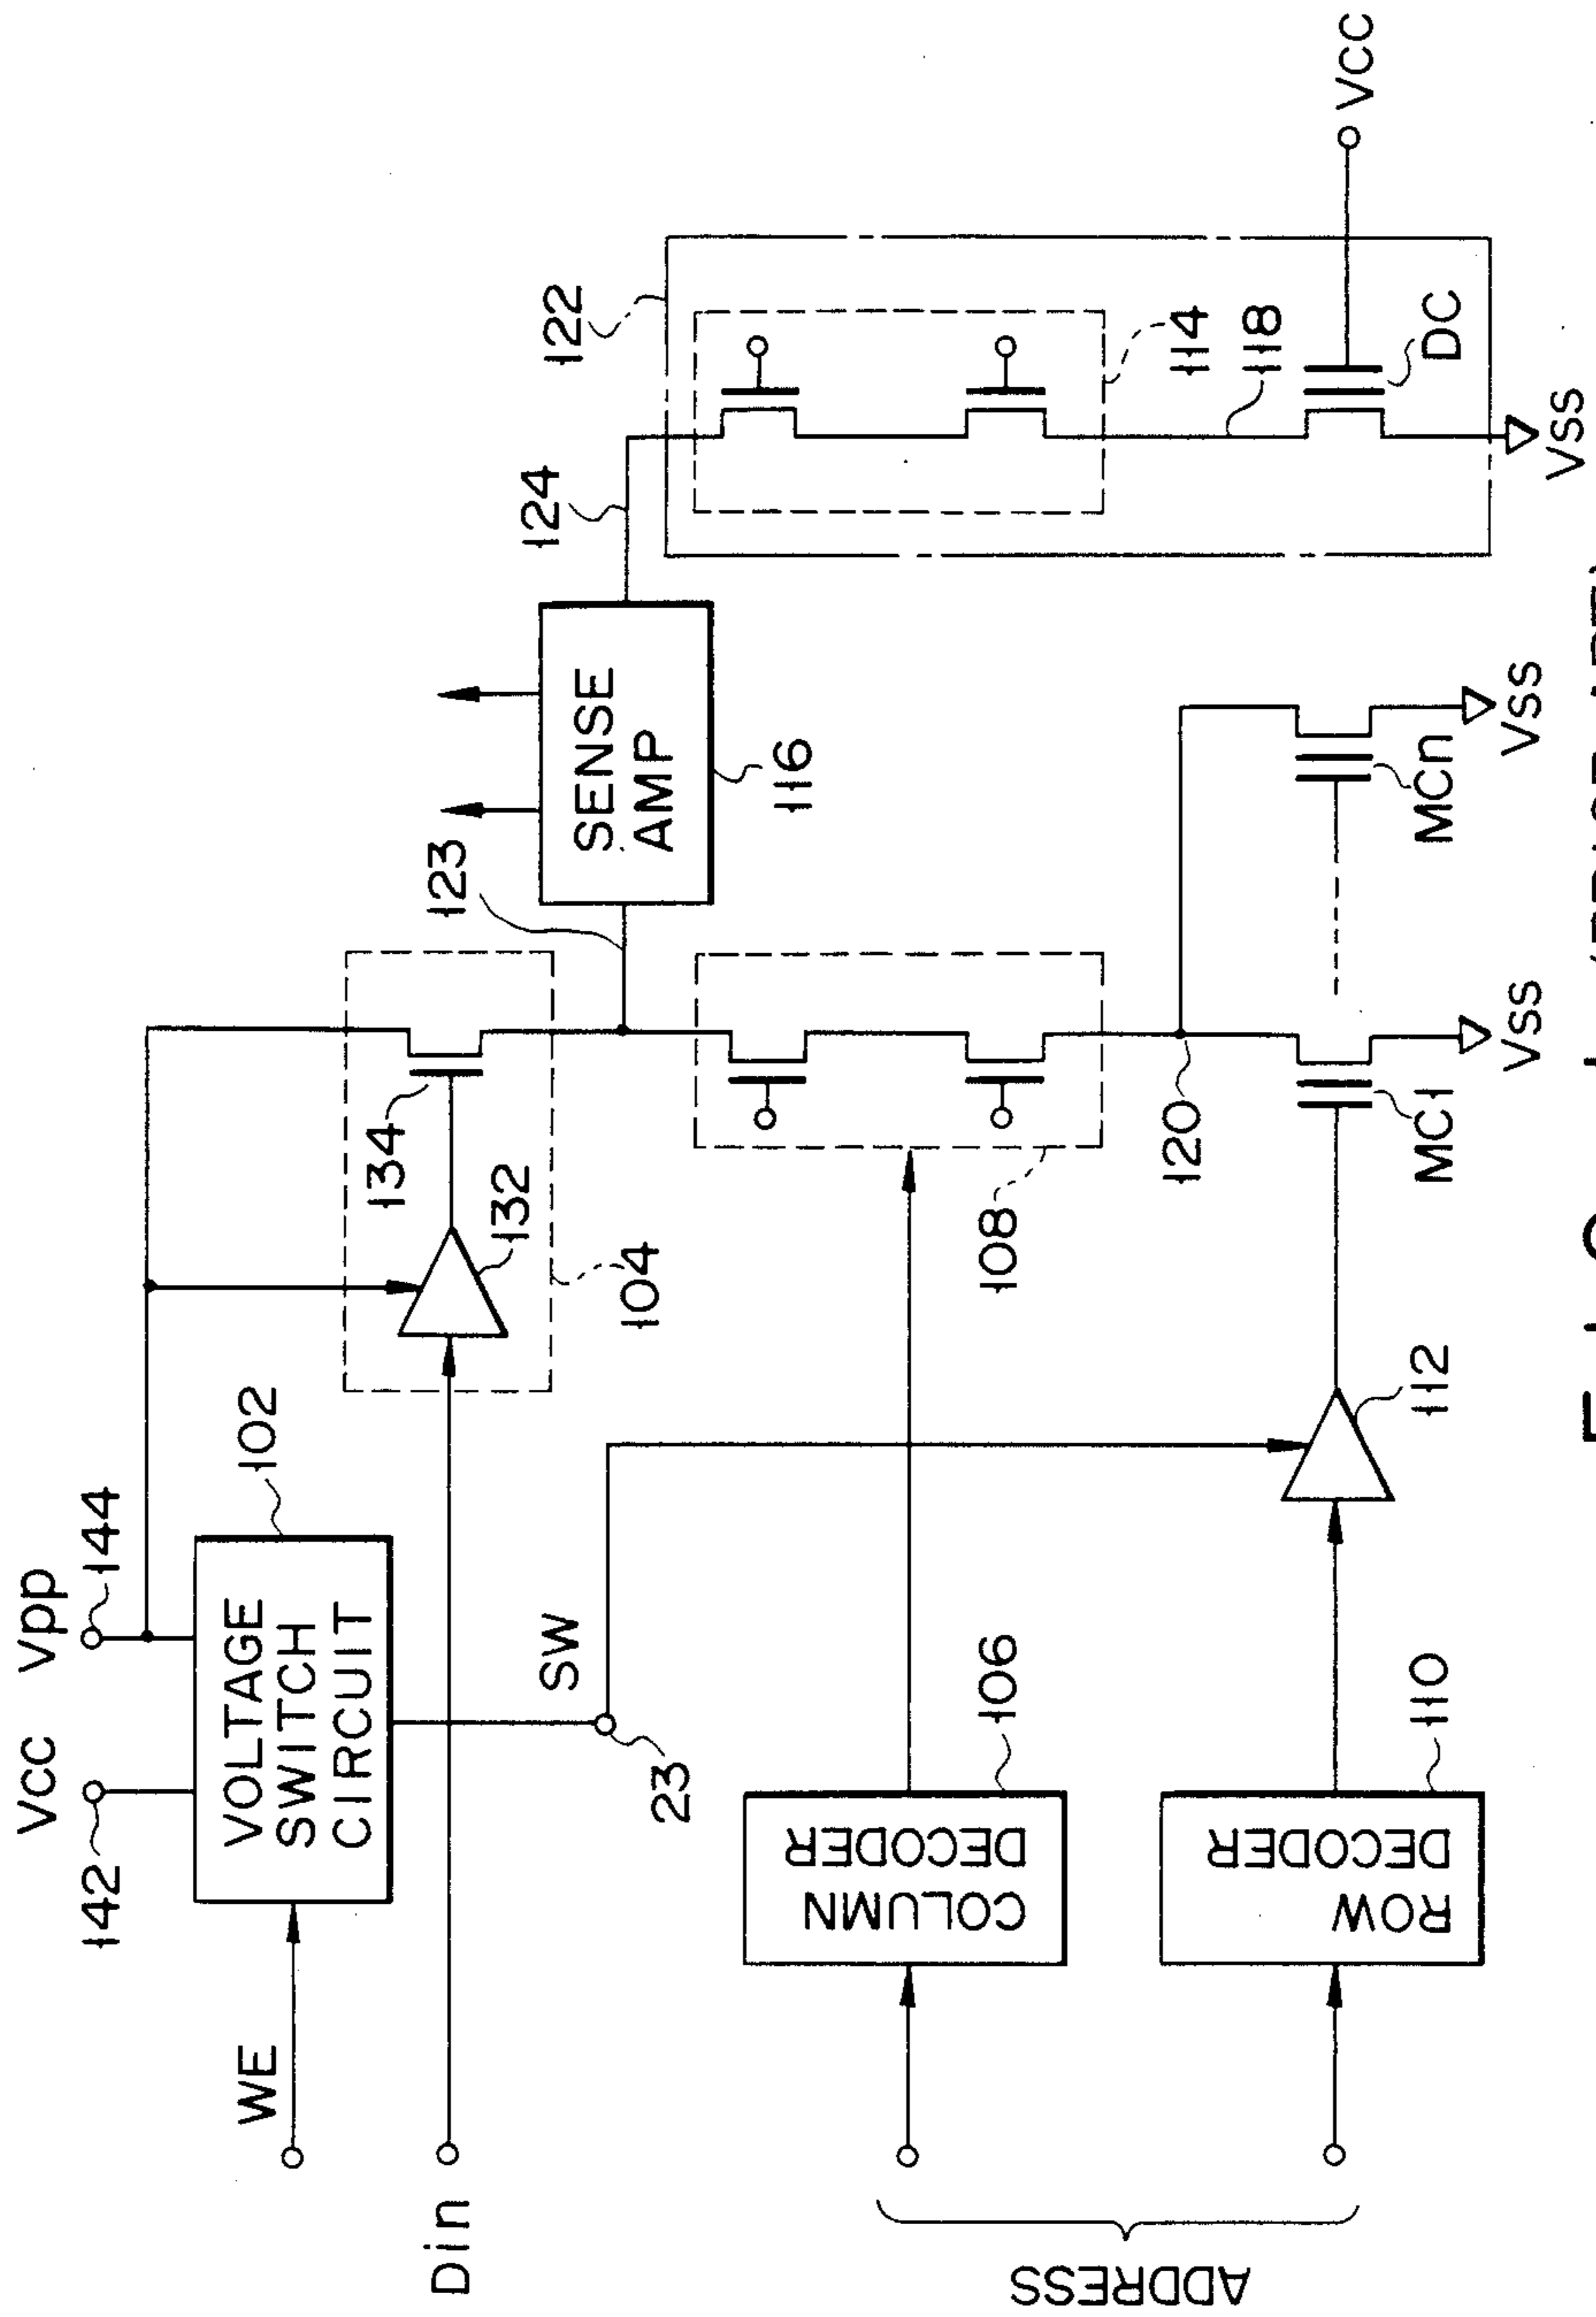 Vcc
Vpp
142
144
WE
VOLTAGE
SWITCH
CIRCUIT
102
Din
SW
23
134
132
104
123
124
SENSE
AMP
116
122
114
118
DC
VCC
VSS
ADDRESS
COLUMN
DECODER
106
108
120
ROW
DECODER
110
112
MC1
MCn
VSS
VSS